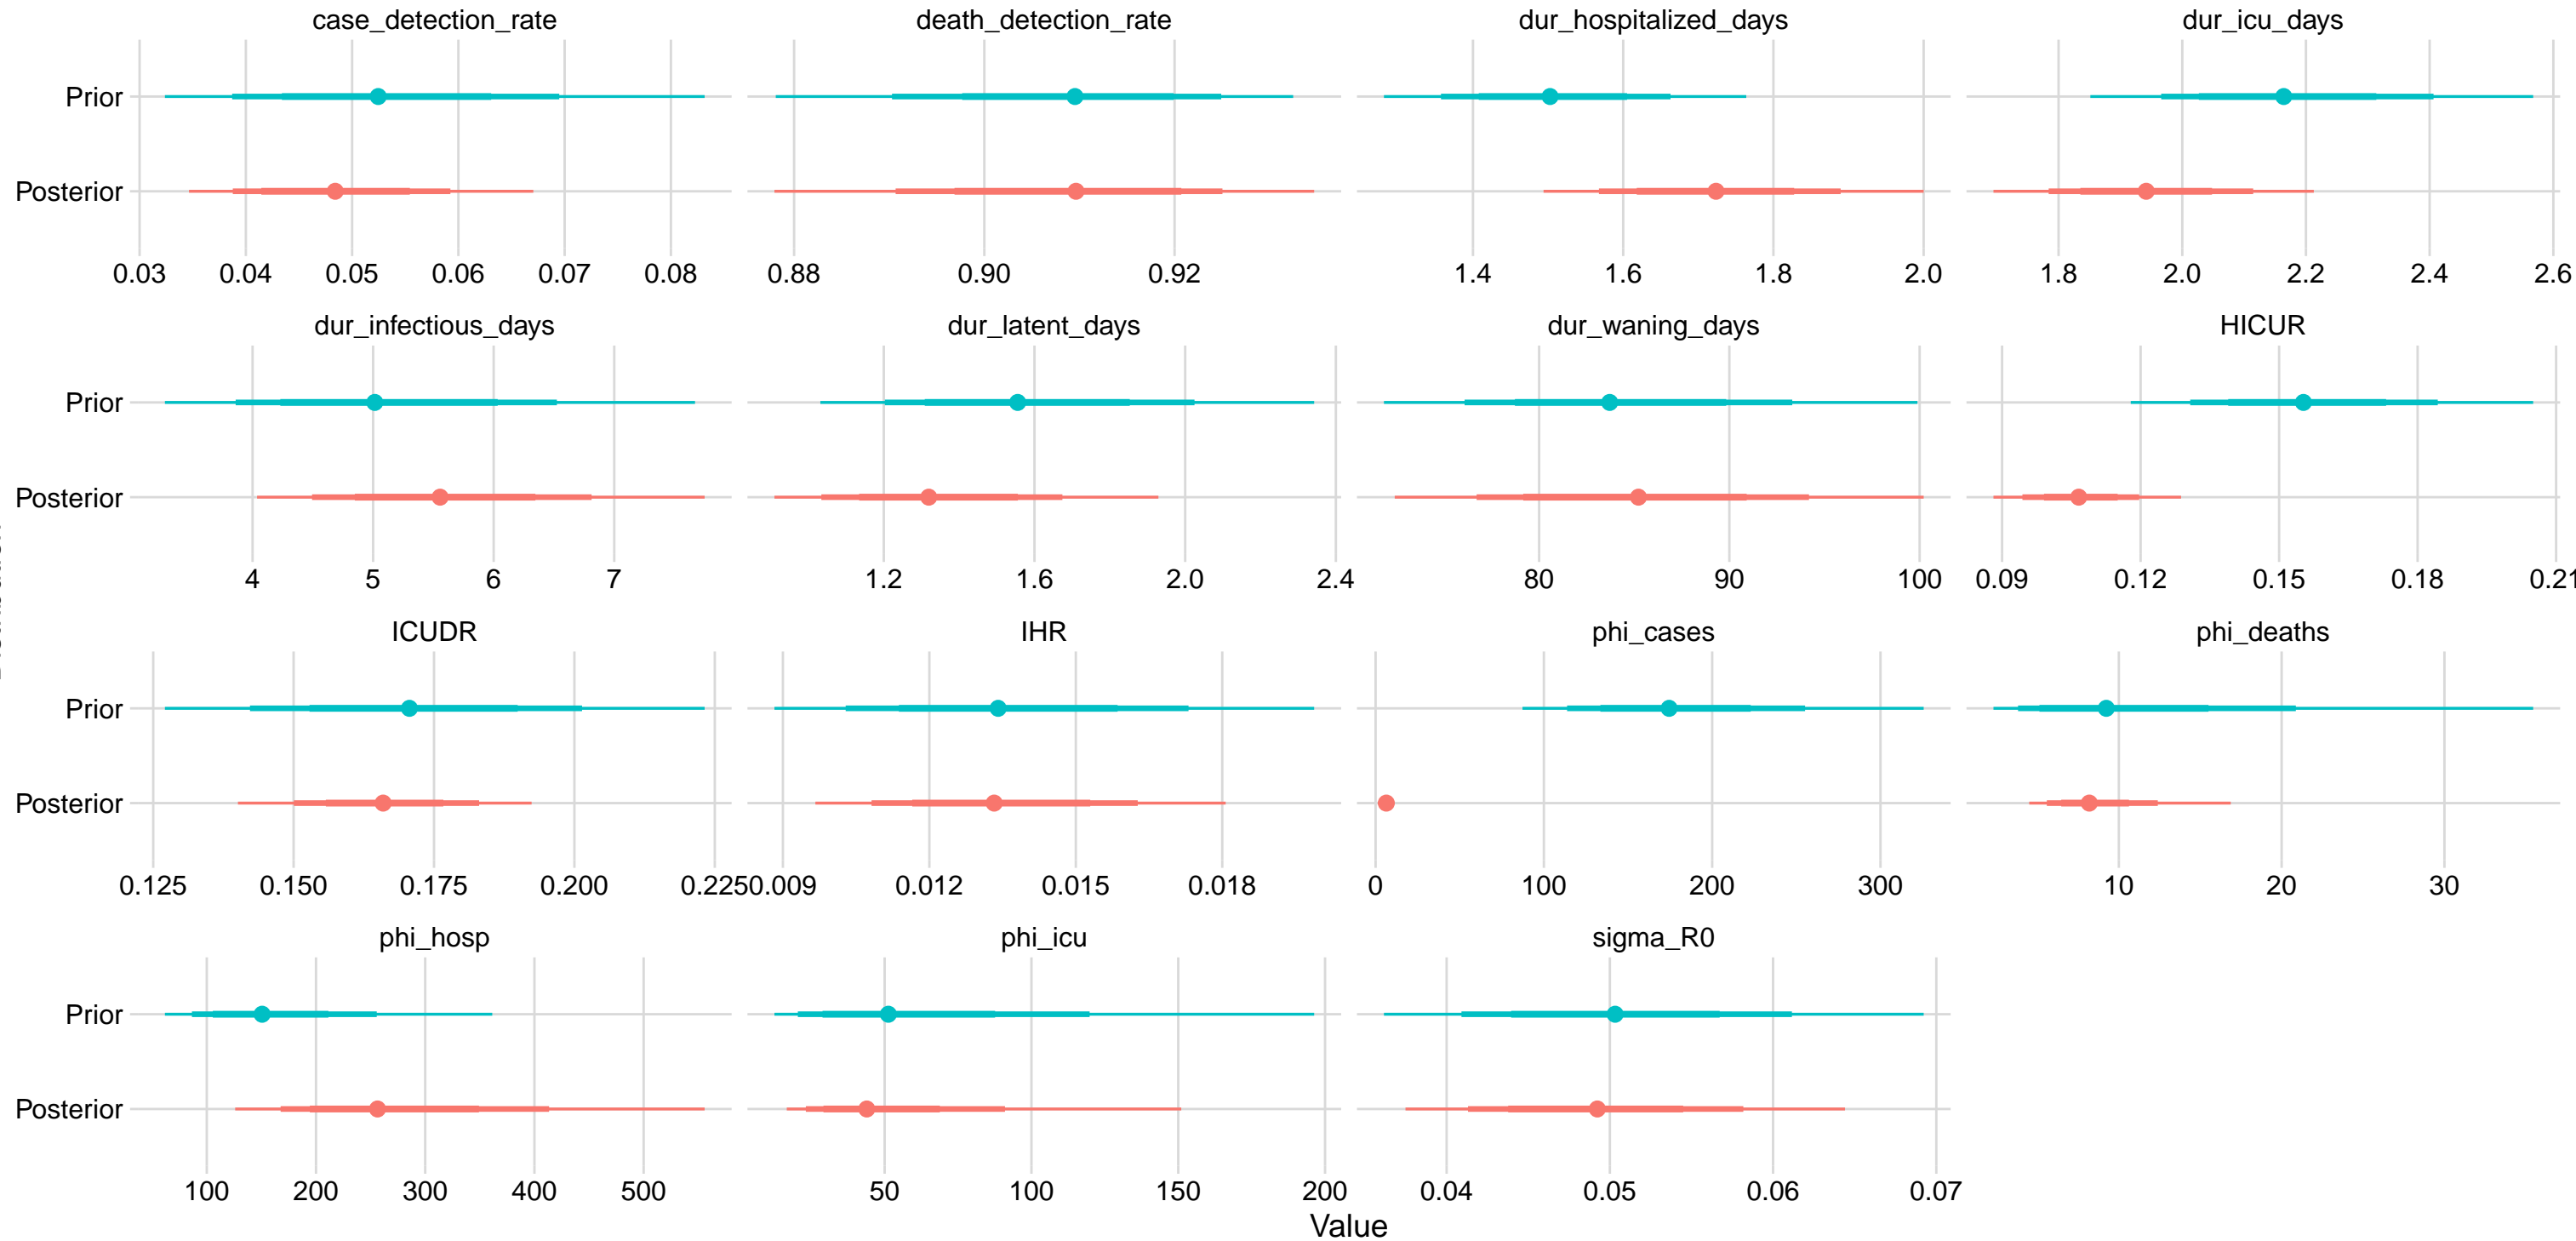 case_detection_rate death_detection_rate dur_hospitalized_days dur_icu_days
Prior
Posterior
0.03 0.04 0.05 0.06 0.07 0.08 0.88 0.90 0.92 1.4 1.6 1.8 2.0 1.8 2.0 2.2 2.4 2.6
dur_infectious_days dur_latent_days dur_waning_days HICUR
Prior
Posterior
4 5 6 7 1.2 1.6 2.0 2.4 80 90 100 0.09 0.12 0.15 0.18 0.21
ICUDR IHR phi_cases phi_deaths
Prior
Posterior
0.125 0.150 0.175 0.200 0.225 0.009 0.012 0.015 0.018 0 100 200 300 10 20 30
phi_hosp phi_icu sigma_R0
Prior
Posterior
100 200 300 400 500 50 100 150 200 0.04 0.05 0.06 0.07
Value